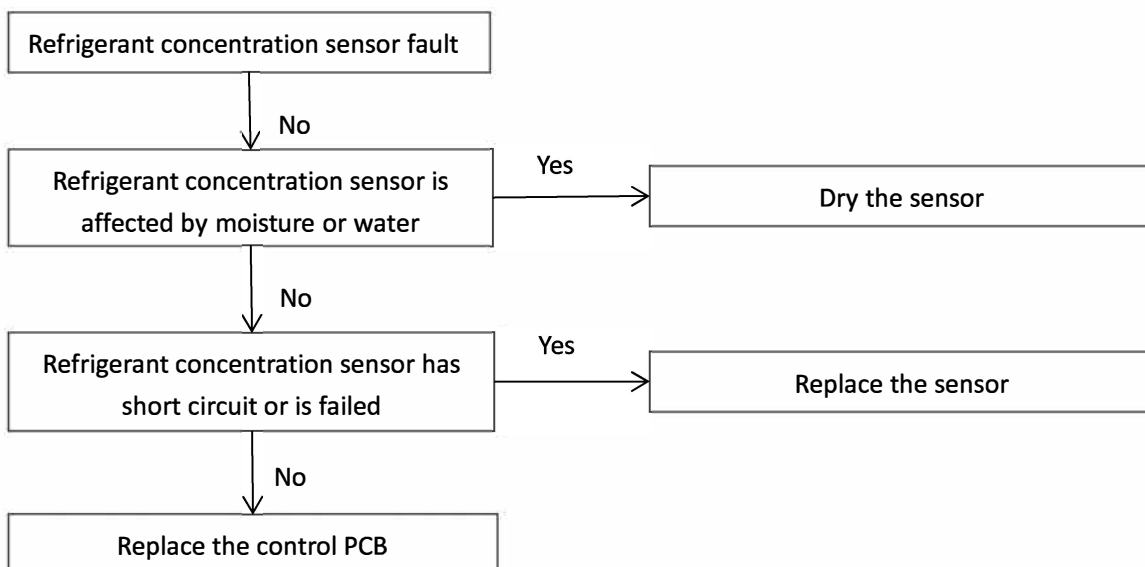 Refrigerant concentration sensor fault
No
Refrigerant concentration sensor is
affected by moisture or water
Yes
Dry the sensor
No
Refrigerant concentration sensor has
short circuit or is failed
Yes
Replace the sensor
No
Replace the control PCB